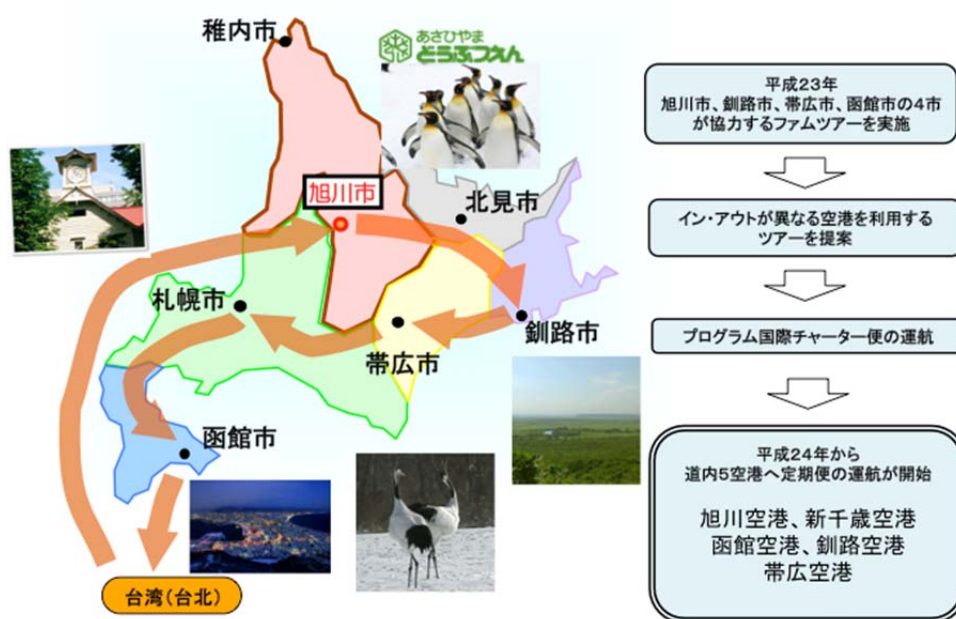 稚内市
あさひやま
どうぶつえん
旭川市
北見市
札幌市
帯広市
釧路市
函館市
台湾(台北)
平成23年
旭川市、釧路市、帯広市、函館市の4市
が協力するファムツアーを実施
イン・アウトが異なる空港を利用する
ツアーを提案
プログラム国際チャーター便の運航
平成24年から
道内5空港へ定期便の運航が開始
旭川空港、新千歳空港
函館空港、釧路空港
帯広空港